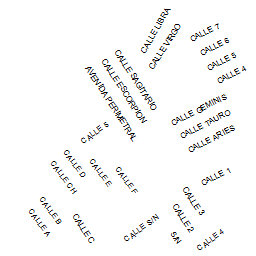 CALLE LIBRA
CALLE VIRGO
CALLE 7
CALLE 6
CALLE 5
CALLE 4
CALLE SAGITARIO
CALLE ESCORPION
AVENIDA PERIMETRAL
CALLE GEMINIS
CALLE TAURO
CALLE ARIES
CALLE S
CALLE D
CALLE CH
CALLE E
CALLE F
CALLE 1
CALLE 3
CALLE 2
SN
CALLE 4
CALLE B
CALLE A
CALLE C
CALLE S/N